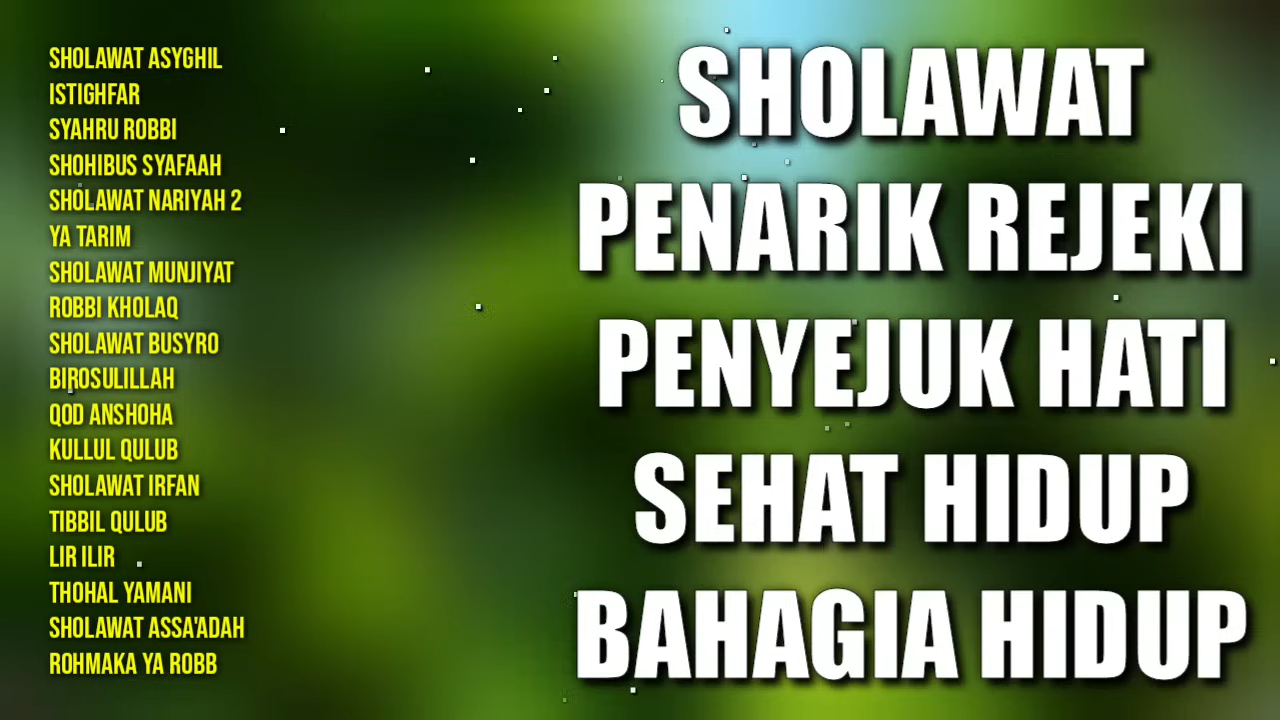 SHOLAWAT ASYGHIL
ISTIGHFAR
SYAHRU ROBBI
SHOHIBUS SYAFAAH
SHOLAWAT NARIYAH 2
YA TARIM
SHOLAWAT MUNJIYAT
ROBBI KHOLAQ
SHOLAWAT BUSYRO
BIROSULILLAH
QOD ANSHOHA
KULLUL QULUB
SHOLAWAT IRFAN
TIBBIL QULUB
LIR ILIR
THOHAL YAMANI
SHOLAWAT ASSA'ADAH
ROHMAKA YA ROBB
SHOLAWAT
PENARIK REJEKI
PENYEJUK HATI
SEHAT HIDUP
BAHAGIA HIDUP